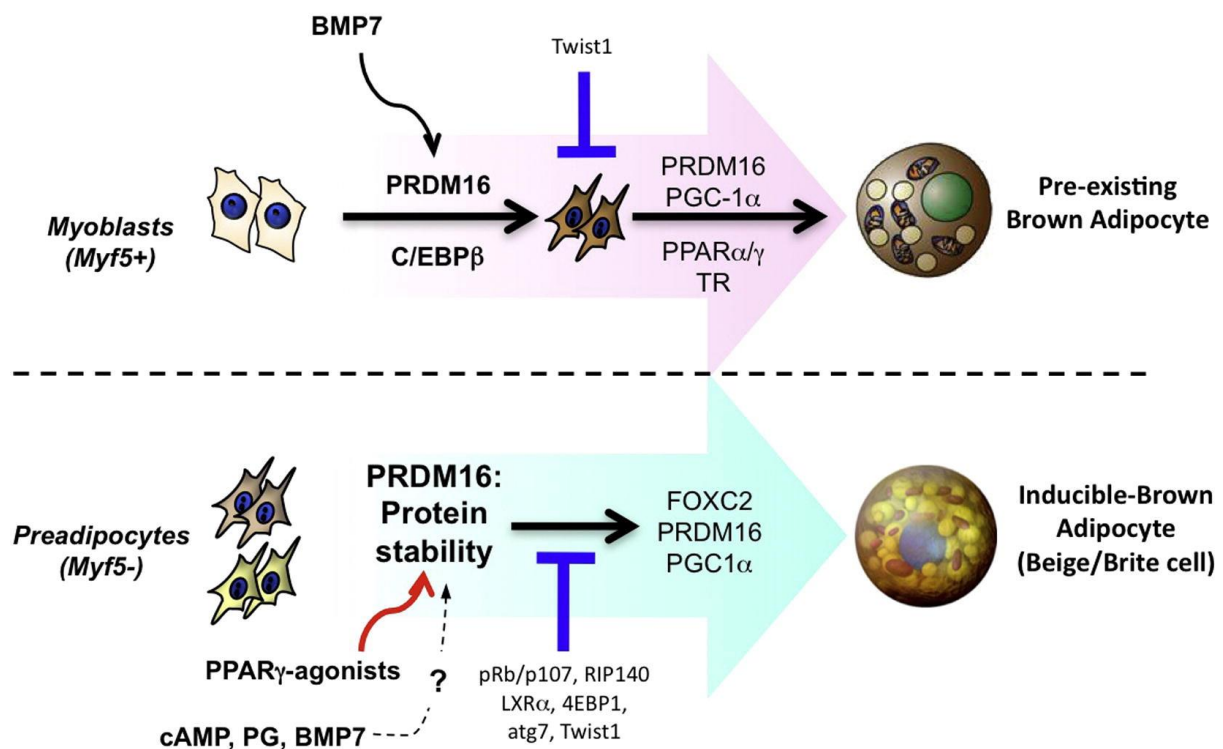 BMP7
Twist1
Myoblasts
(Myf5+)
PRDM16
C/EBPβ
PRDM16
PGC-1α
PPARα/γ
TR
Pre-existing
Brown Adipocyte
Preadipocytes
(Myf5-)
PRDM16:
Protein
stability
FOXC2
PRDM16
PGC1α
Inducible-Brown
Adipocyte
(Beige/Brite cell)
PPARγ-agonists
?
cAMP, PG, BMP7
pRb/p107, RIP140
LXRα, 4EBP1,
atg7, Twist1